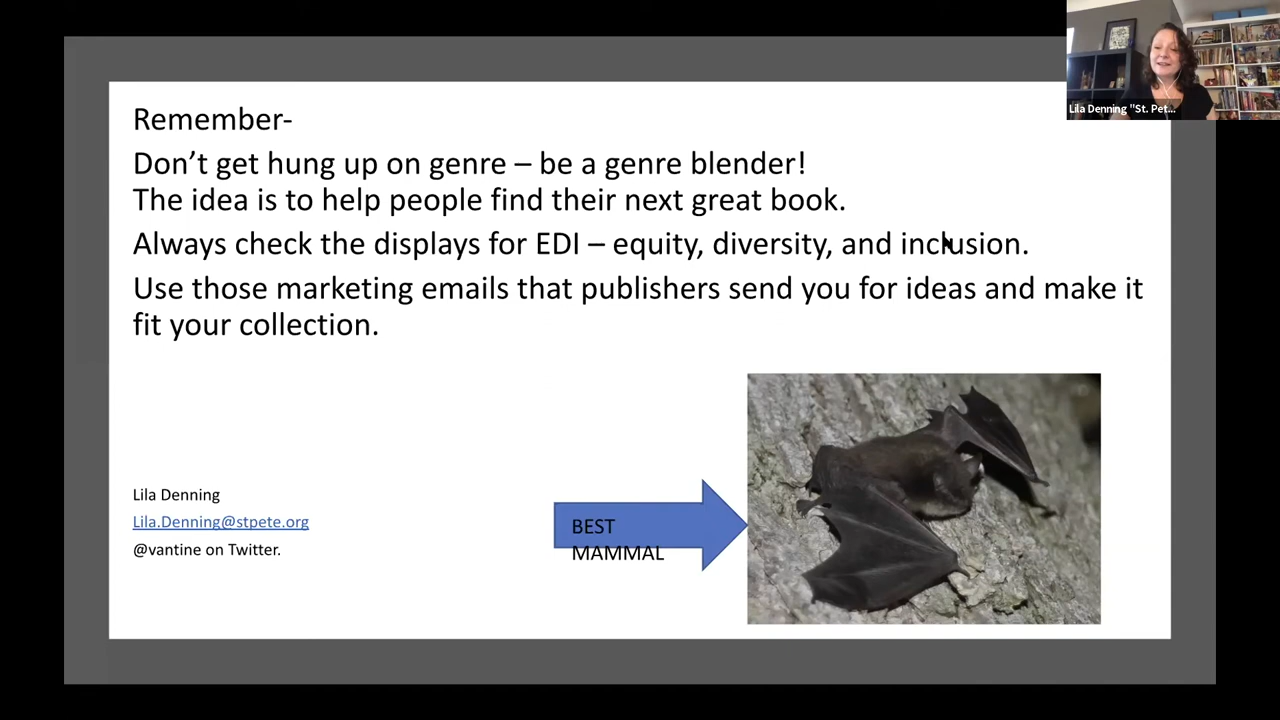 Lila Denning "St. Pet...
Remember-
Don't get hung up on genre – be a genre blender!
The idea is to help people find their next great book.
Always check the displays for EDI – equity, diversity, and inclusion.
Use those marketing emails that publishers send you for ideas and make it
fit your collection.
Lila Denning
Lila.Denning@stpete.org
@vantine on Twitter.
BEST
MAMMAL